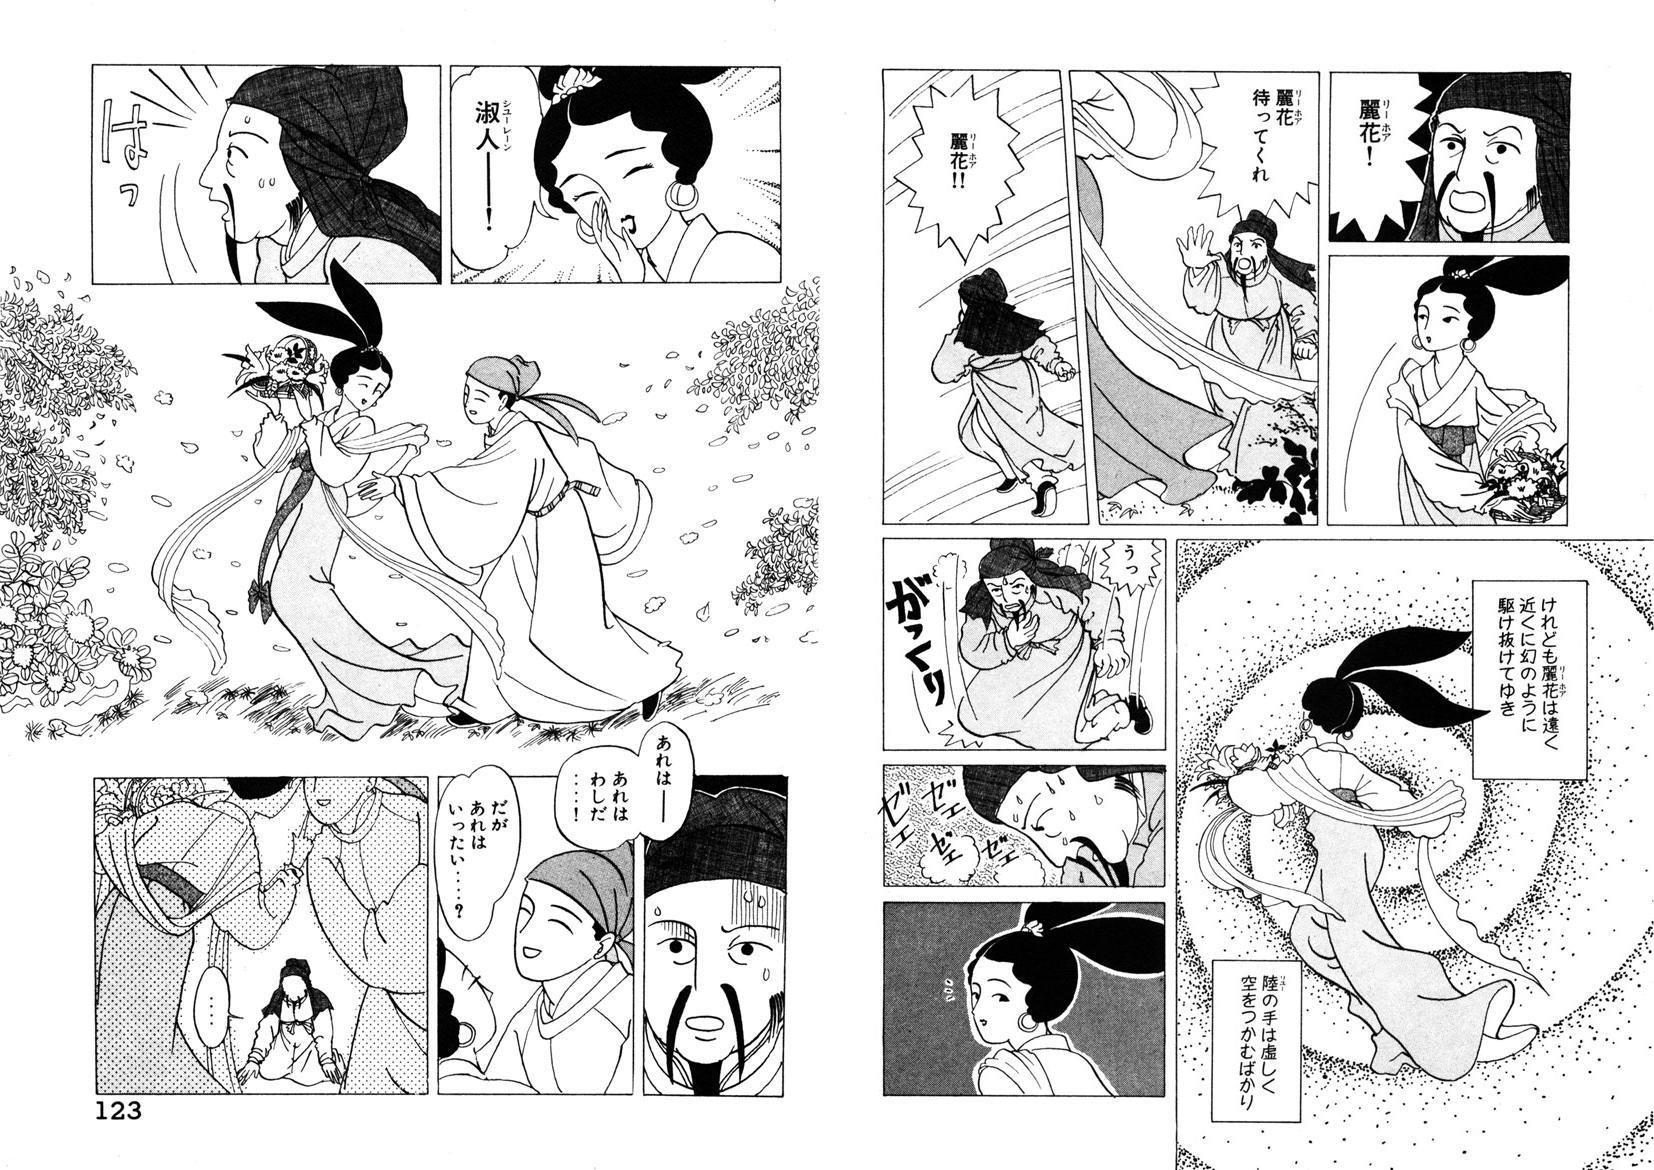 麗花！
麗花
待ってくれ
麗花!!
けれども麗花は遠く
近くに幻のように
駆け抜けてゆき
陸の手は虚しく
空をつかむばかり
うっ
がっくり
ゼェ
ゼェ
ゼェ
ゼェ
淑人――！
はっ
あれは――
あれは
わしだ
‥‥！
だが
あれは
いったい‥‥‥？
‥‥
123